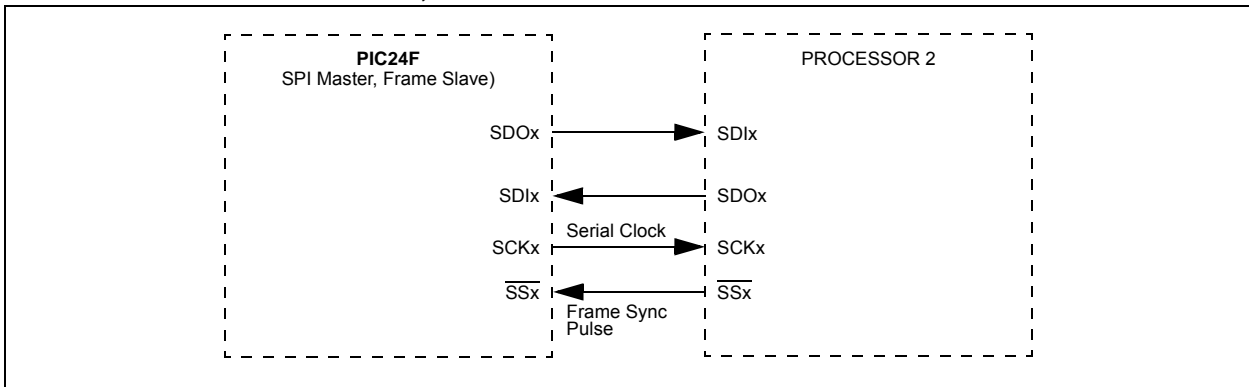 PIC24F
SPI Master, Frame Slave)
PROCESSOR 2
SDOx
SDIx
SDIx
SDOx
Serial Clock
SCKx
SCKx
SSx
SSx
Frame Sync
Pulse